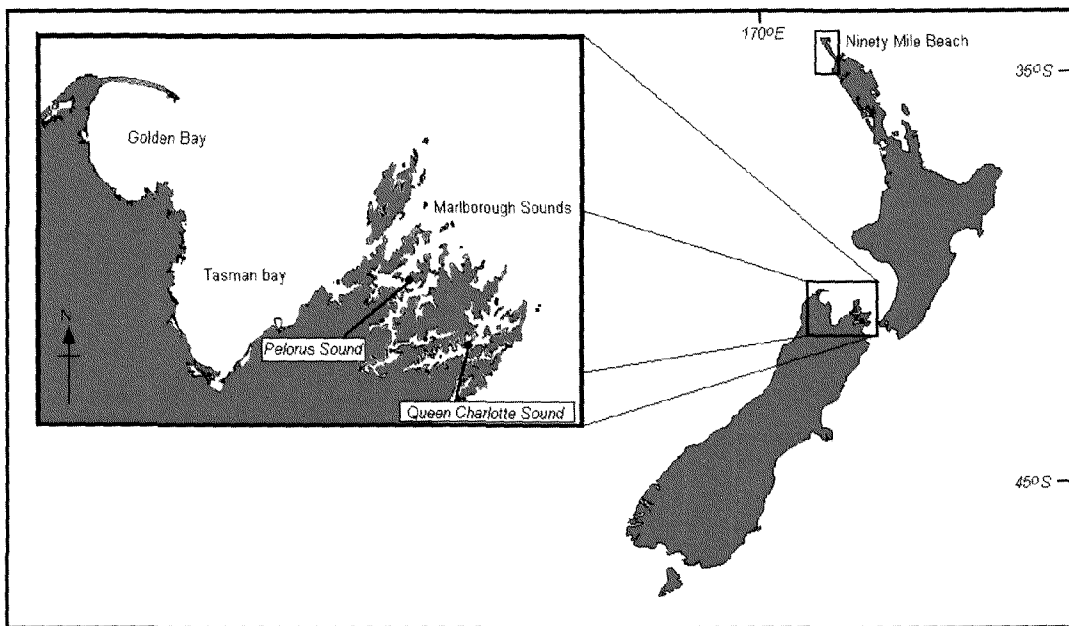 170°E
Ninety Mile Beach
35°S
Golden Bay
Marlborough Sounds
Tasman bay
N
Pelorus Sound
Queen Charlotte Sound
45°S